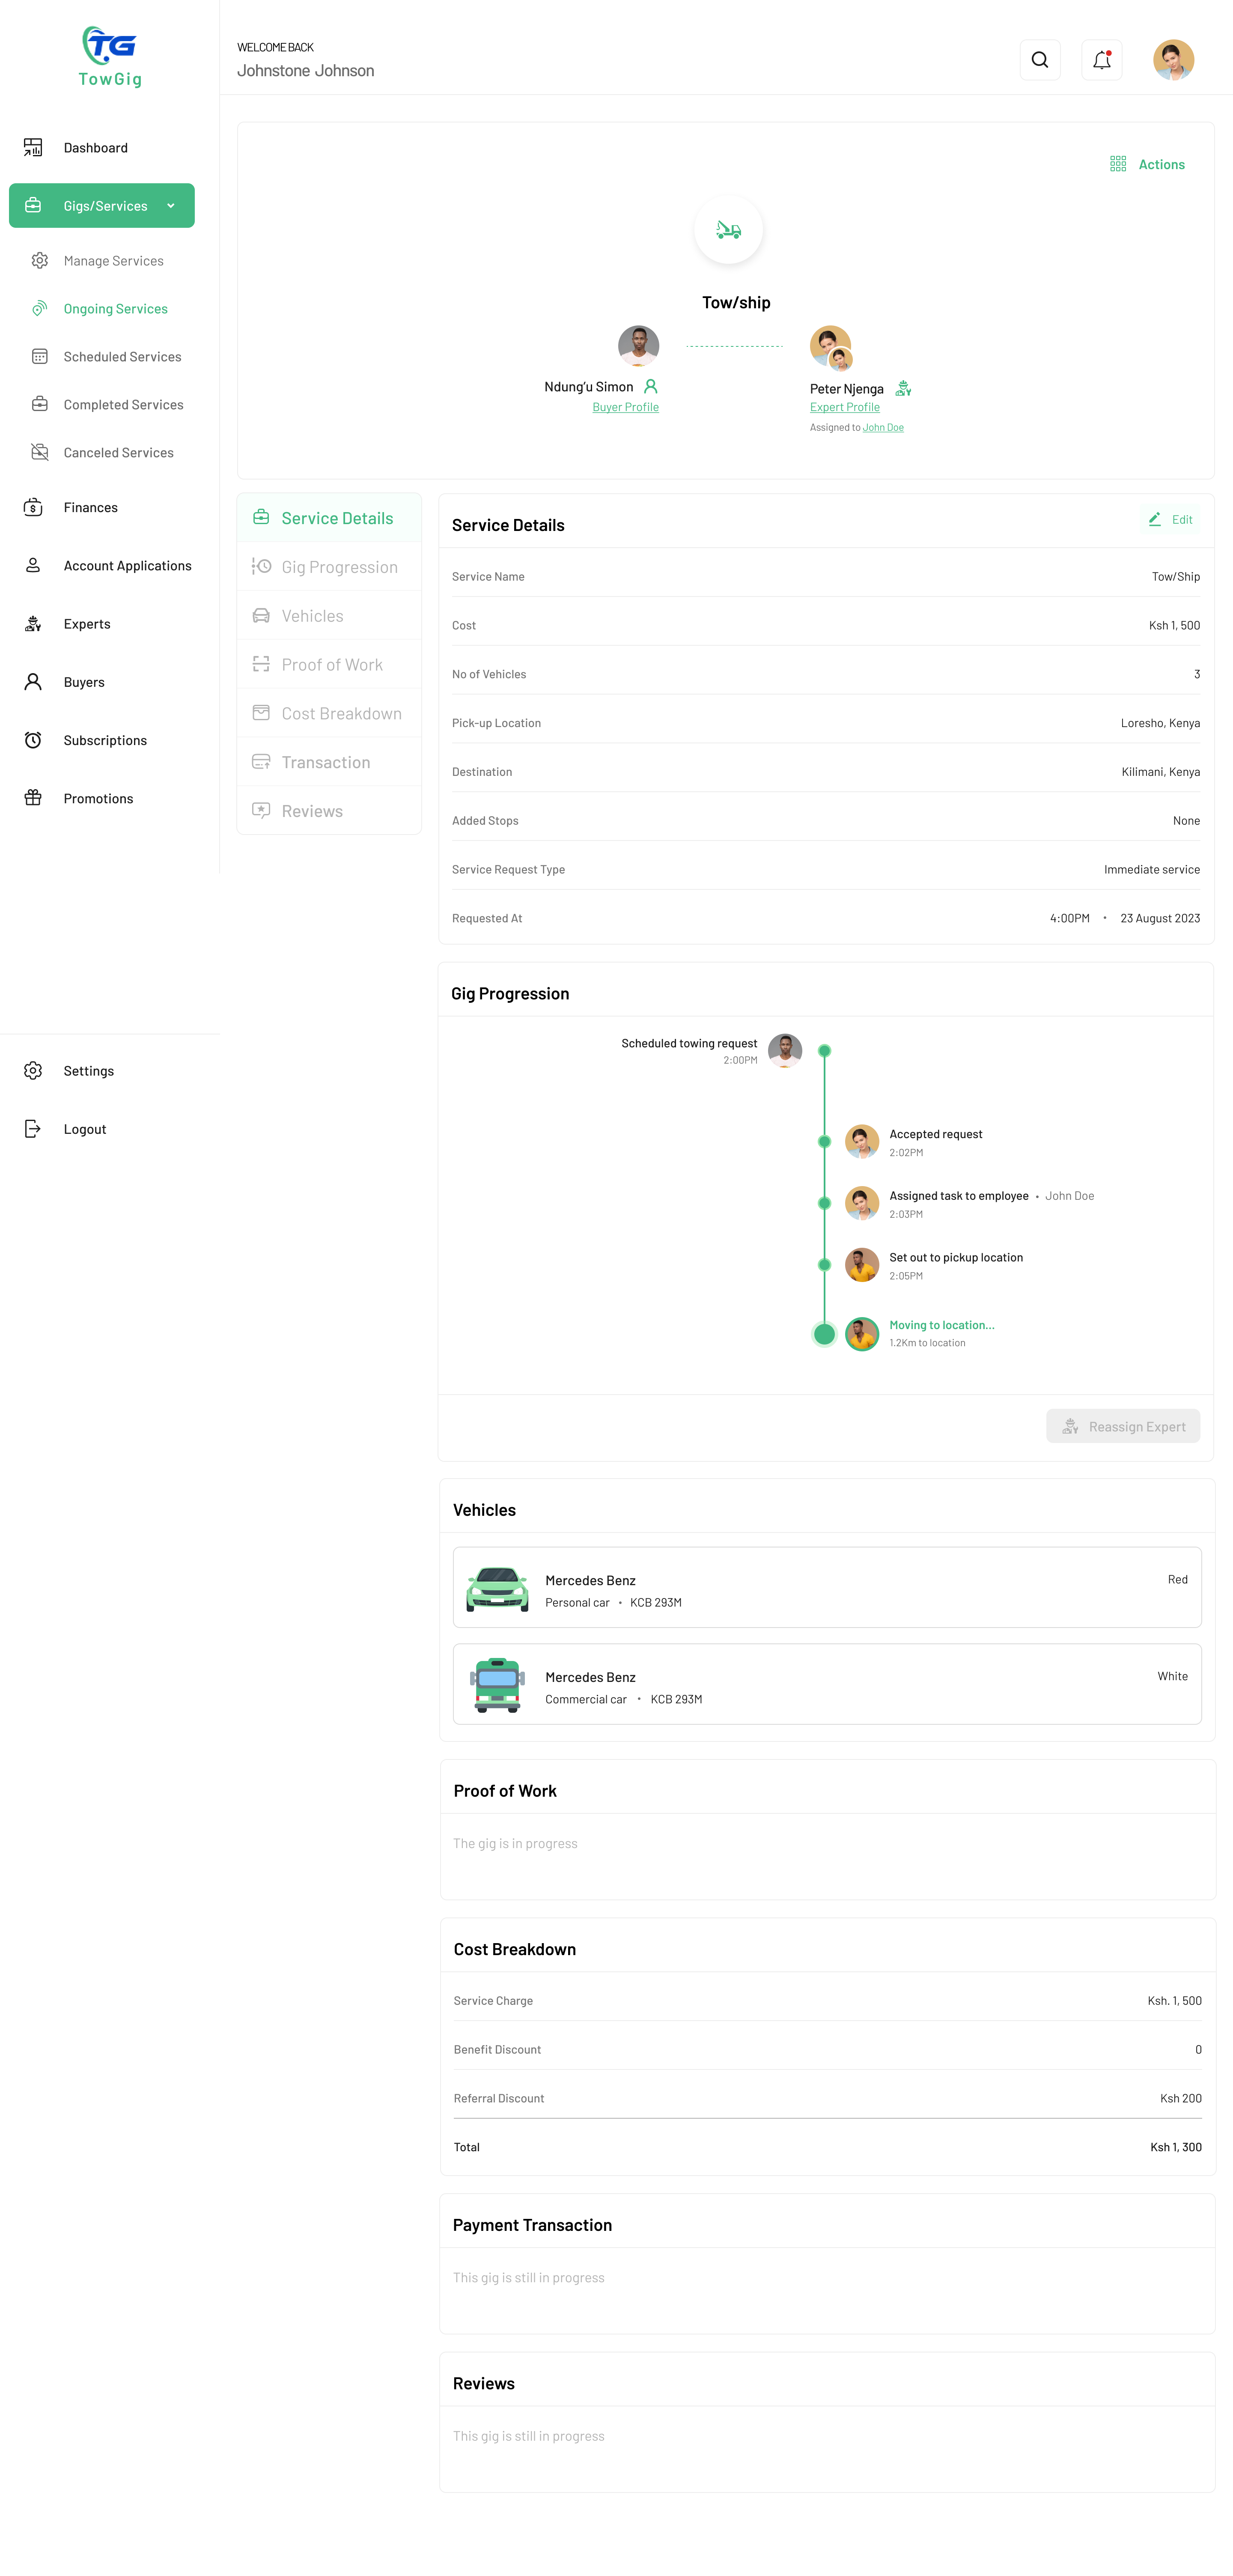 TG
TowGig
WELCOME BACK
Johnstone Johnson
Dashboard
Gigs/Services
Manage Services
Ongoing Services
Scheduled Services
Completed Services
Canceled Services
Finances
Account Applications
Experts
Buyers
Subscriptions
Promotions
Settings
Logout
Actions
Tow/ship
Ndung'u Simon
Buyer Profile
Peter Njenga
Expert Profile
Assigned to John Doe
Service Details
Gig Progression
Vehicles
Proof of Work
Cost Breakdown
Transaction
Reviews
Service Details
Edit
Service Name Tow/Ship
Cost Ksh 1, 500
No of Vehicles 3
Pick-up Location Loresho, Kenya
Destination Kilimani, Kenya
Added Stops None
Service Request Type Immediate service
Requested At 4:00PM • 23 August 2023
Gig Progression
Scheduled towing request
2:00PM
Accepted request
2:02PM
Assigned task to employee • John Doe
2:03PM
Set out to pickup location
2:05PM
Moving to location...
1.2Km to location
Reassign Expert
Vehicles
Mercedes Benz Red
Personal car • KCB 293M
Mercedes Benz White
Commercial car • KCB 293M
Proof of Work
The gig is in progress
Cost Breakdown
Service Charge Ksh. 1, 500
Benefit Discount 0
Referral Discount Ksh 200
Total Ksh 1, 300
Payment Transaction
This gig is still in progress
Reviews
This gig is still in progress